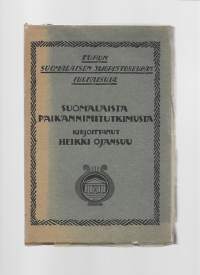 TURUN
SUOMALAISEN YLIOPISTOSEURAN
JULKAISUJA
SUOMALAISTA
PAIKANNIMITUTKIMUSTA
KIRJOITTANUT
HEIKKI OJANSUU